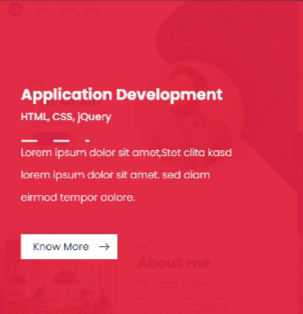 Application Development
HTML, CSS, jQuery
Lorem ipsum dolor sit amet,Stet clita kasd
lorem ipsum dolor sit amet. sed diam
eirmod tempor dolore.
Know More →
About me